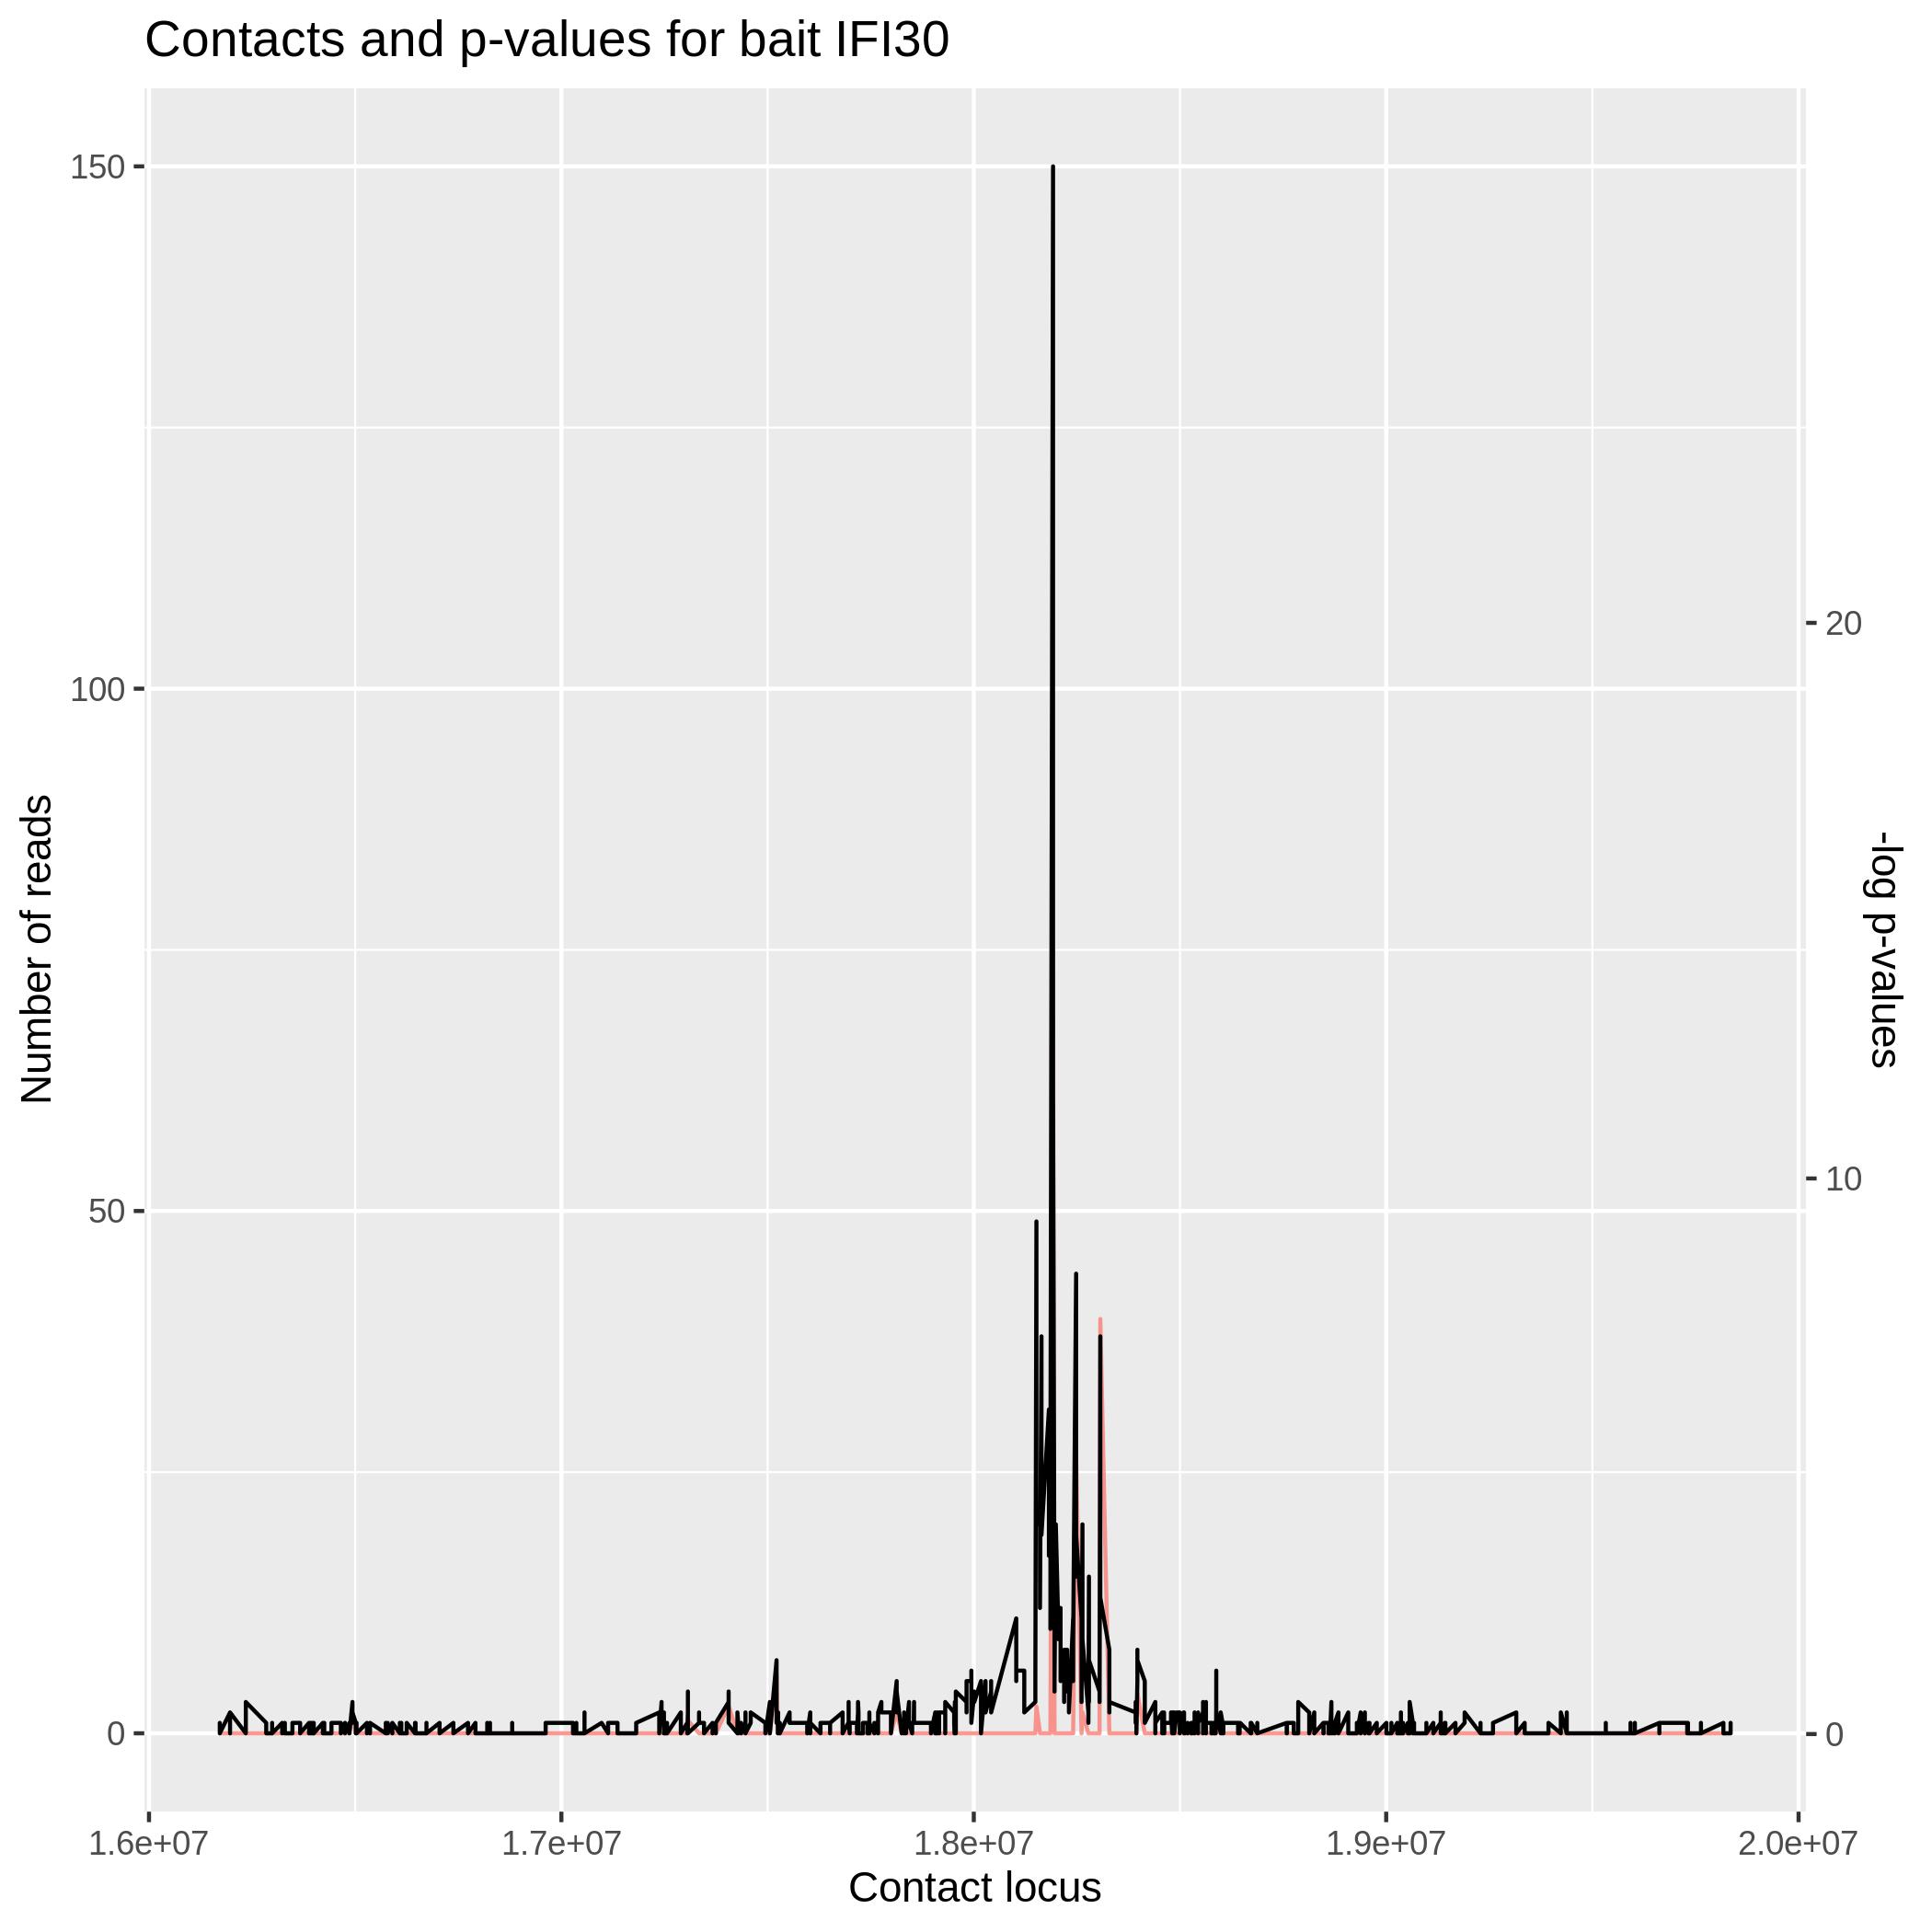 Contacts and p-values for bait IFI30
150
100
50
0
Number of reads
20
10
0
-log p-values
1.6e+07
1.7e+07
1.8e+07
1.9e+07
2.0e+07
Contact locus